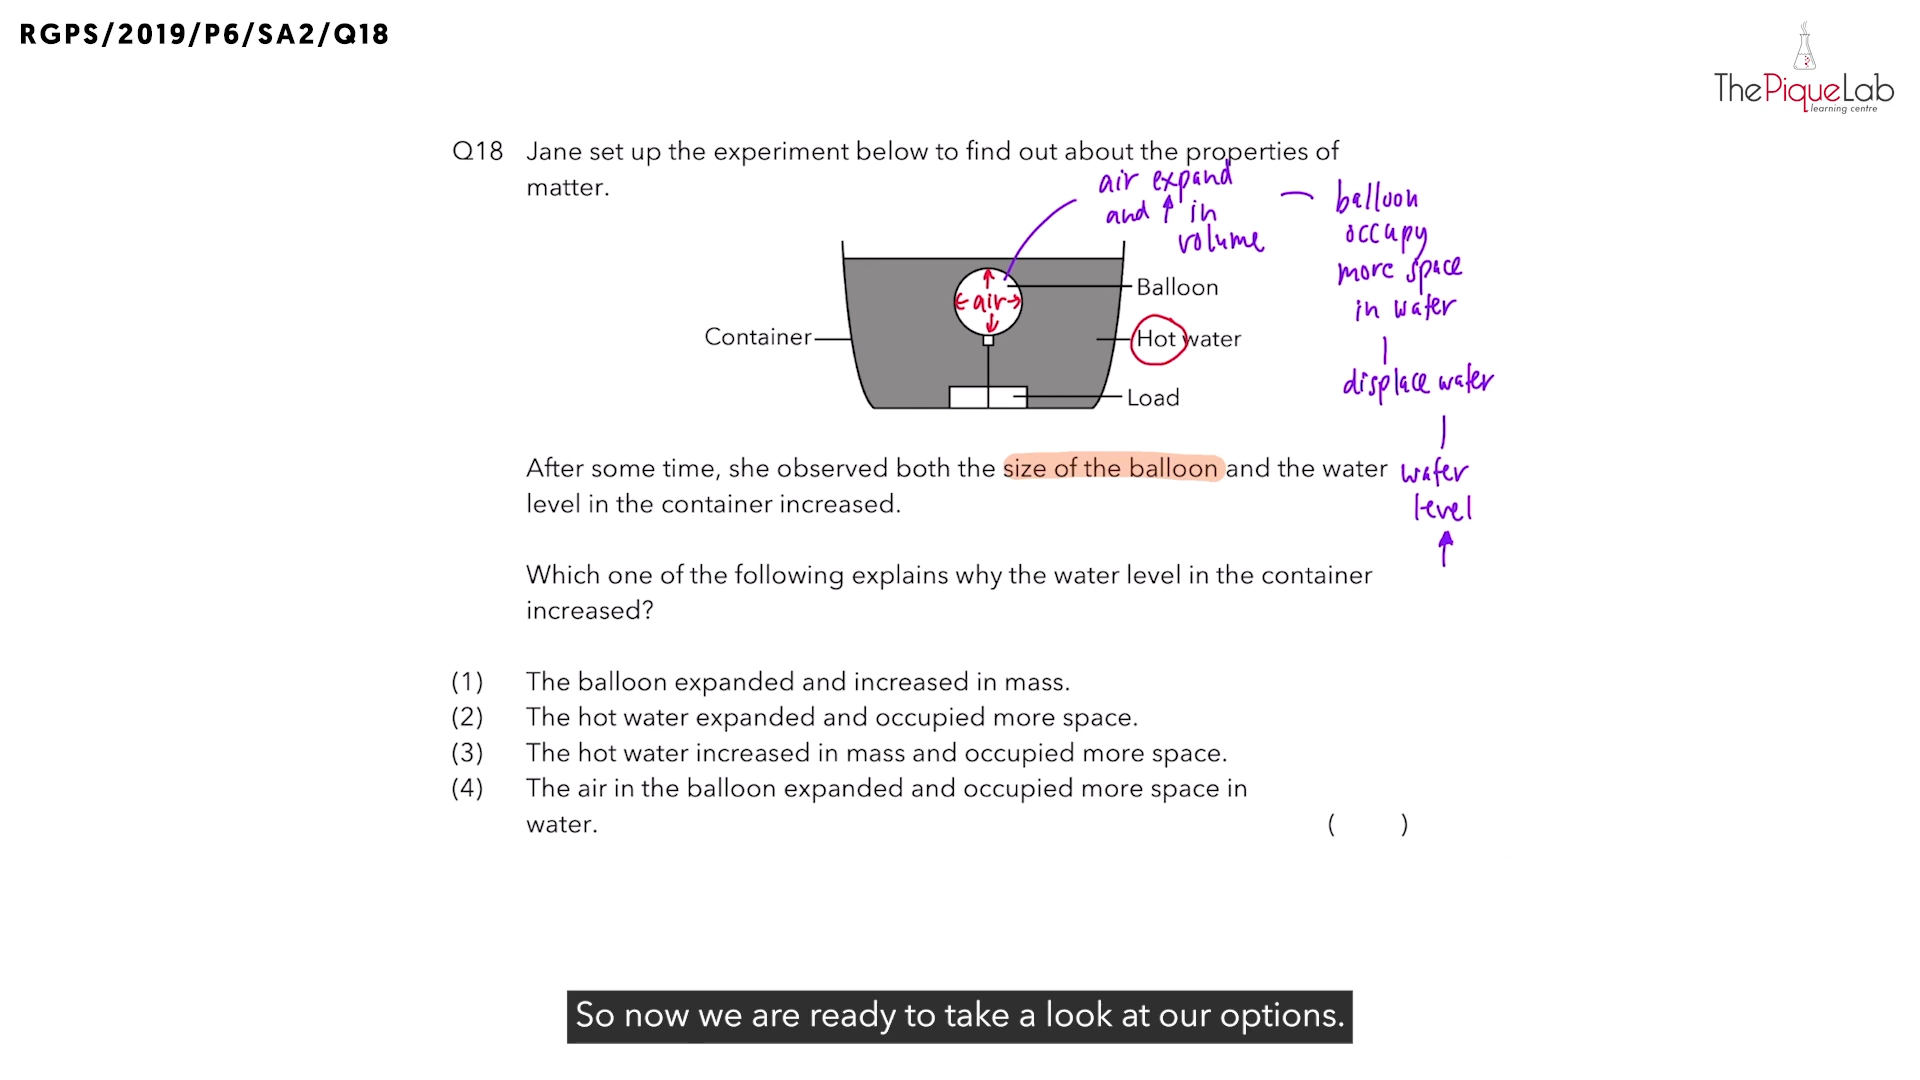 RGPS/2019/P6/SA2/Q18
ThePiqueLab
learning centre
Q18 Jane set up the experiment below to find out about the properties of
matter.
air expand
and ↑ in
volume
balloon
occupy
more space
in water
displace water
water
level
↑
air
Balloon
Container
Hot water
Load
After some time, she observed both the size of the balloon and the water
level in the container increased.
Which one of the following explains why the water level in the container
increased?
(1) The balloon expanded and increased in mass.
(2) The hot water expanded and occupied more space.
(3) The hot water increased in mass and occupied more space.
(4) The air in the balloon expanded and occupied more space in
water. ( )
So now we are ready to take a look at our options.